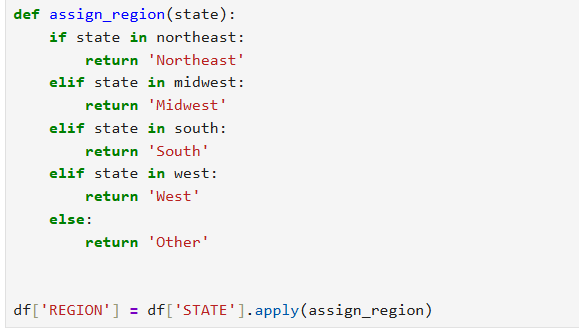 def assign_region(state):
    if state in northeast:
        return 'Northeast'
    elif state in midwest:
        return 'Midwest'
    elif state in south:
        return 'South'
    elif state in west:
        return 'West'
    else:
        return 'Other'
df['REGION'] = df['STATE'].apply(assign_region)